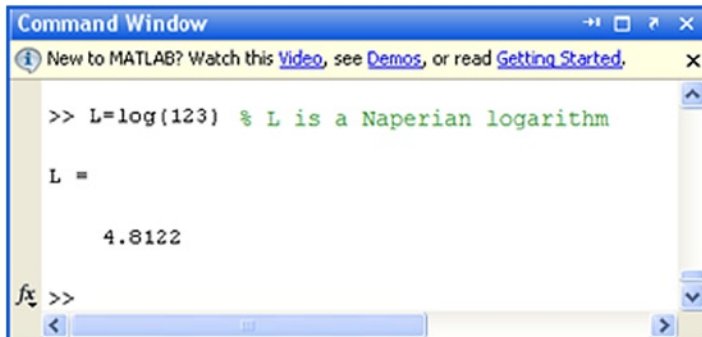 Command Window
New to MATLAB? Watch this Video, see Demos, or read Getting Started.
>> L=log(123) % L is a Naperian logarithm
L =
4.8122
fx >>